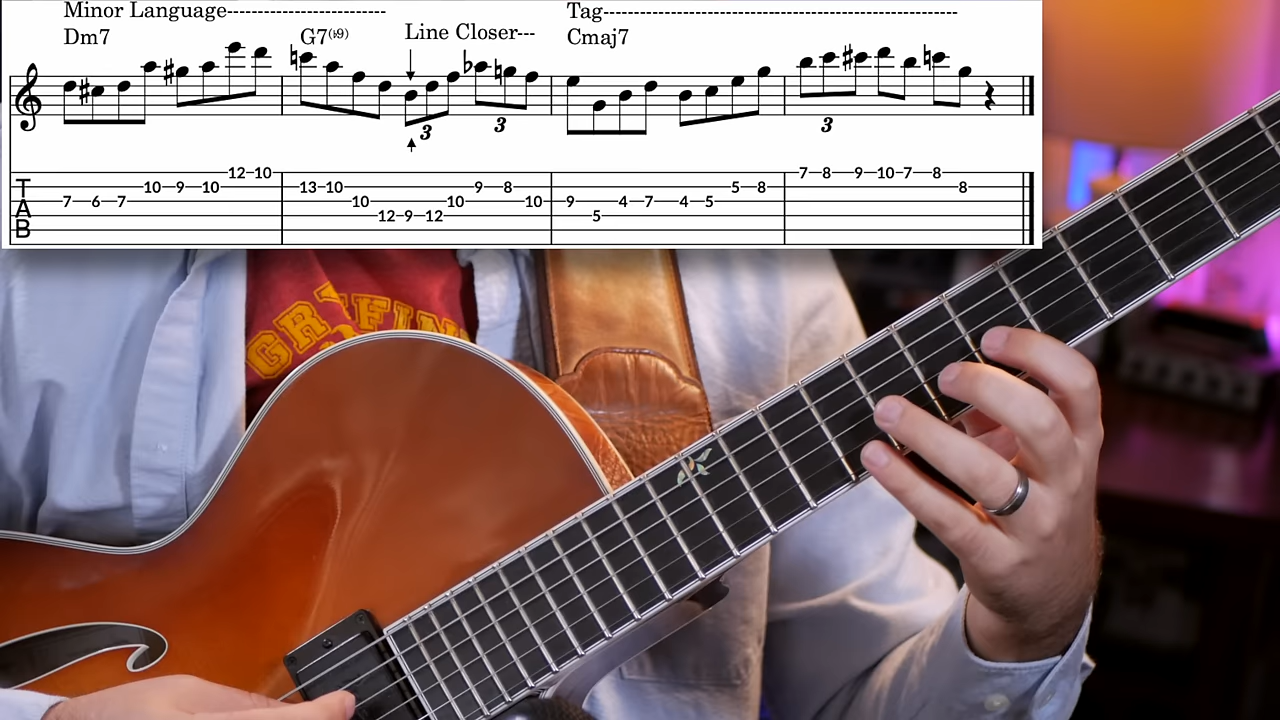 Minor Language-------------------------- Tag----------------------------------------------------------
Dm7 G7(♭9) Line Closer--- Cmaj7
3 3 3
T
A
B
12 10 7 8 9 10 7 8
10 9 10 13 10 9 8 5 8 8
7 6 7 10 10 10 9 4 7 4 5
12 9 12 5
GRYFFIN